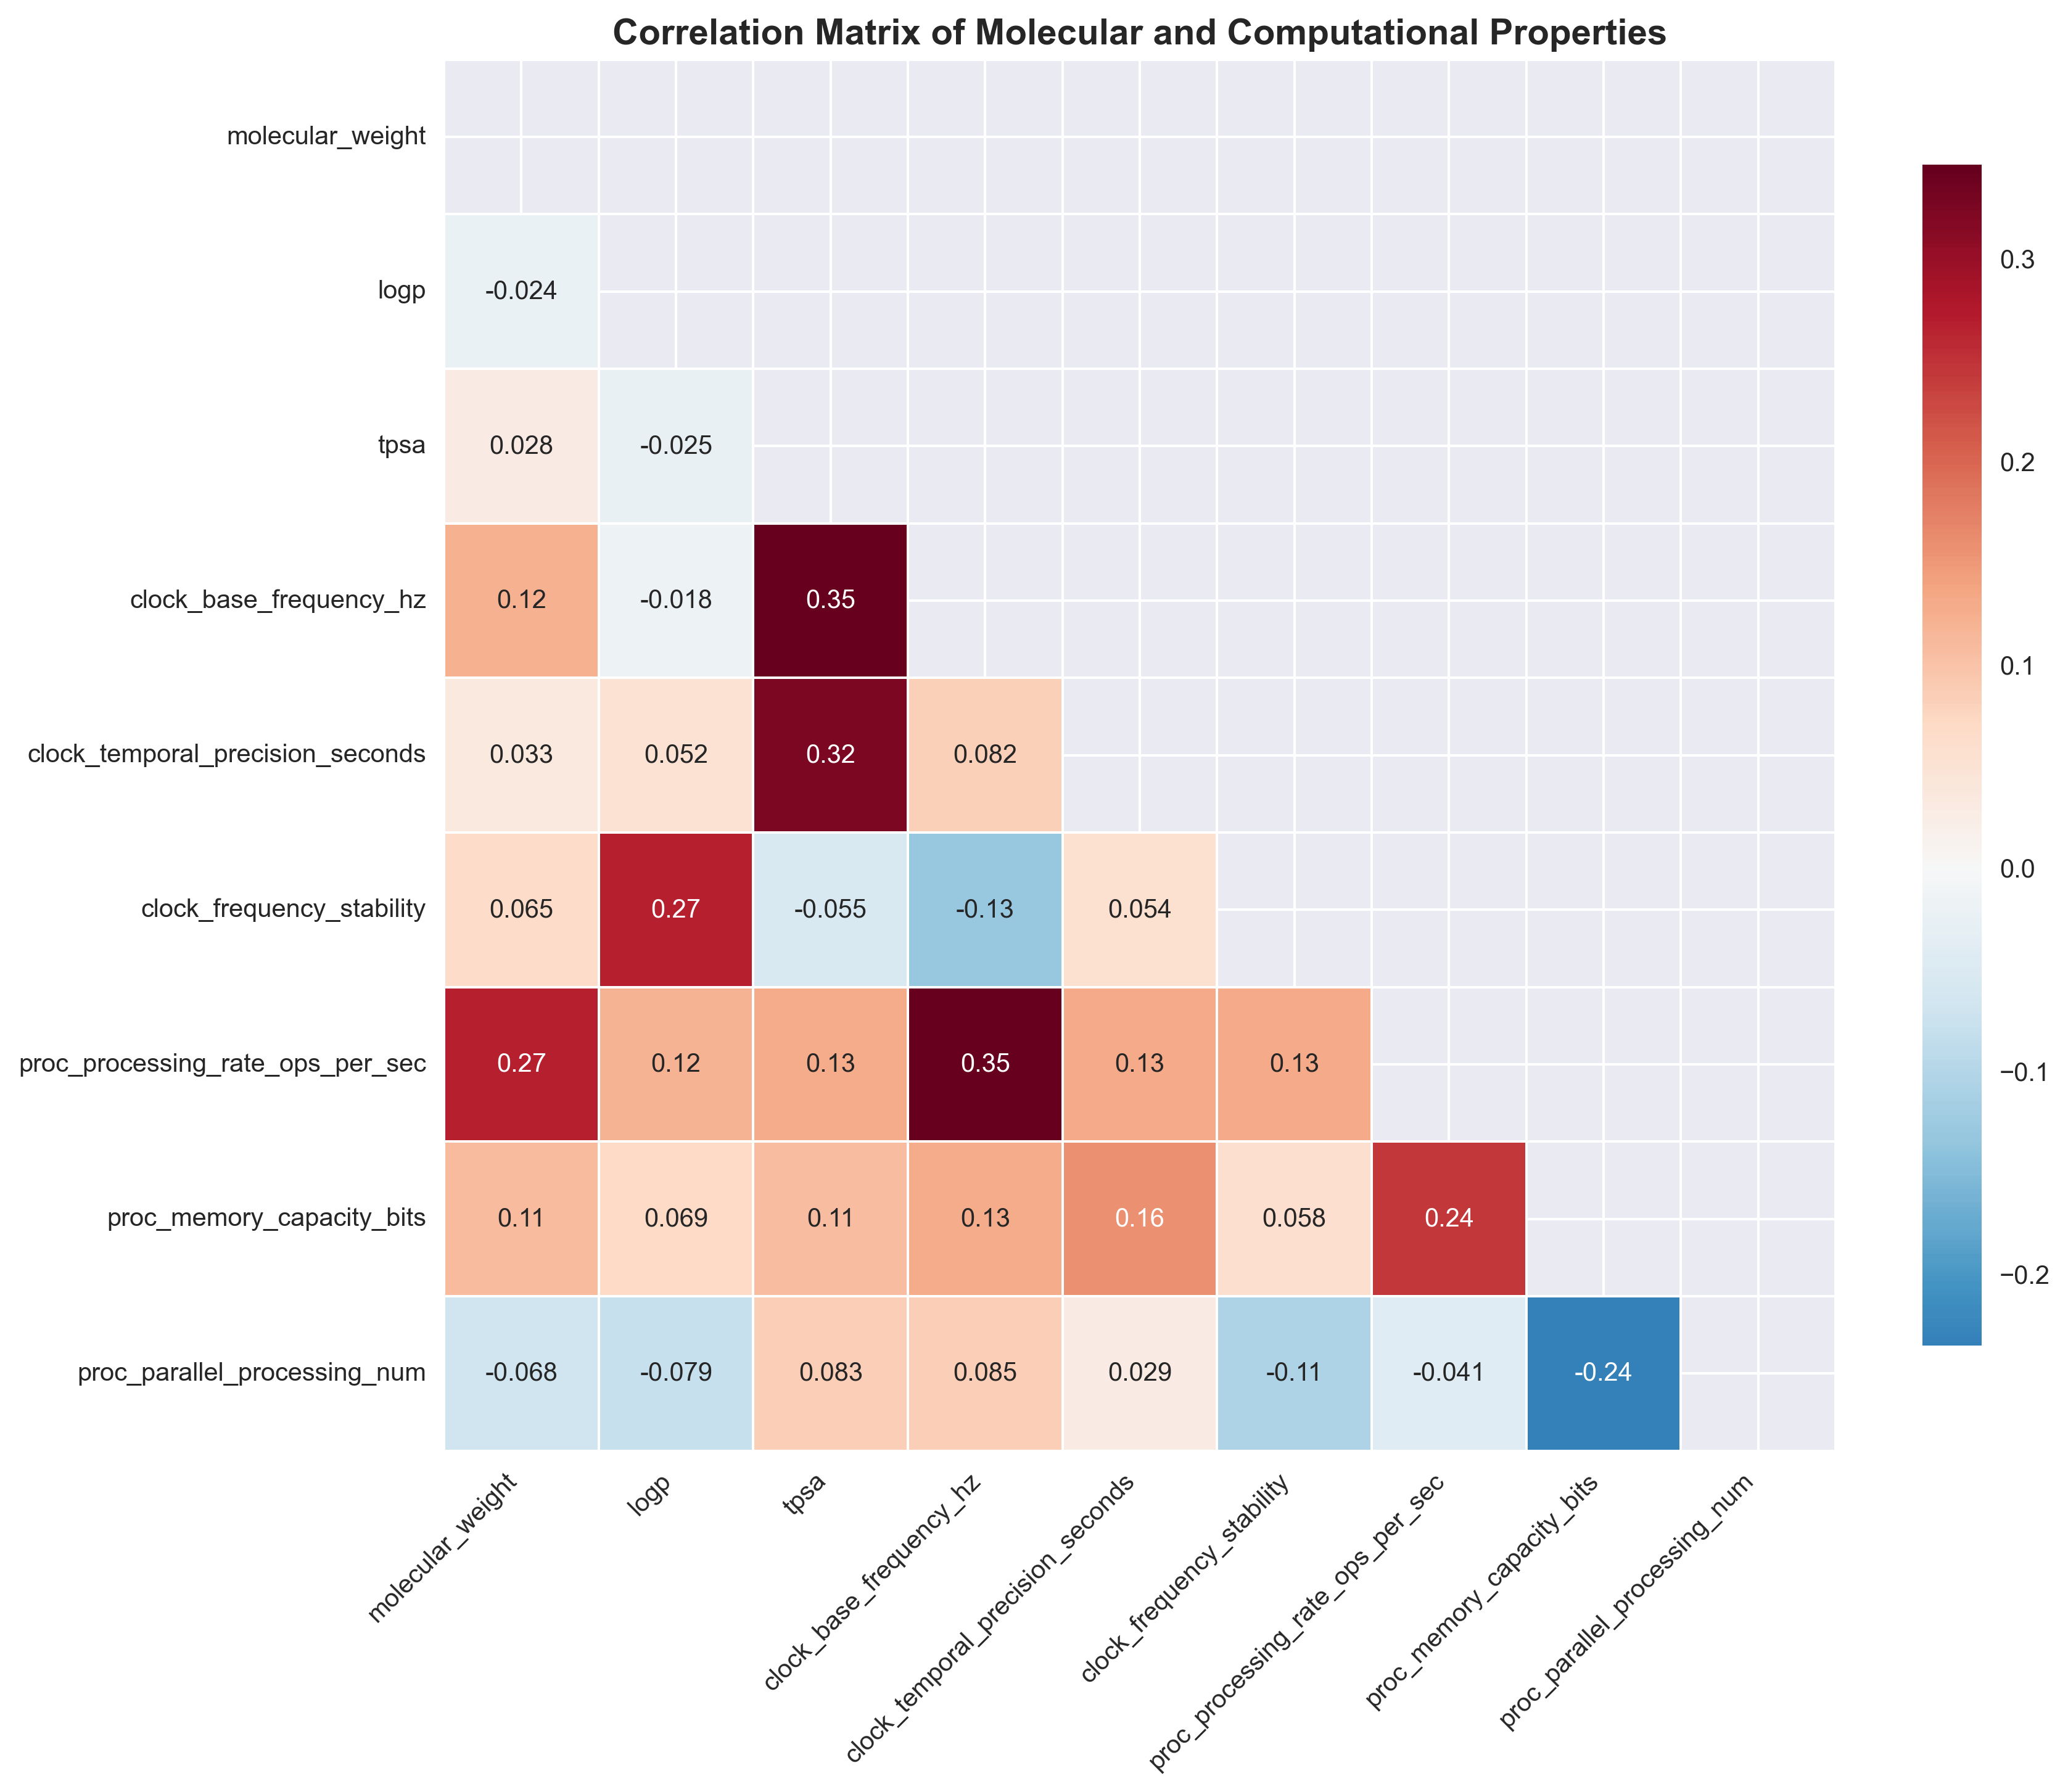 Correlation Matrix of Molecular and Computational Properties
molecular_weight
logp
-0.024
tpsa
0.028 -0.025
clock_base_frequency_hz
0.12 -0.018 0.35
clock_temporal_precision_seconds
0.033 0.052 0.32 0.082
clock_frequency_stability
0.065 0.27 -0.055 -0.13 0.054
proc_processing_rate_ops_per_sec
0.27 0.12 0.13 0.35 0.13 0.13
proc_memory_capacity_bits
0.11 0.069 0.11 0.13 0.16 0.058 0.24
proc_parallel_processing_num
-0.068 -0.079 0.083 0.085 0.029 -0.11 -0.041 -0.24
molecular_weight
logp
tpsa
clock_base_frequency_hz
clock_temporal_precision_seconds
clock_frequency_stability
proc_processing_rate_ops_per_sec
proc_memory_capacity_bits
proc_parallel_processing_num
0.3
0.2
0.1
0.0
−0.1
−0.2